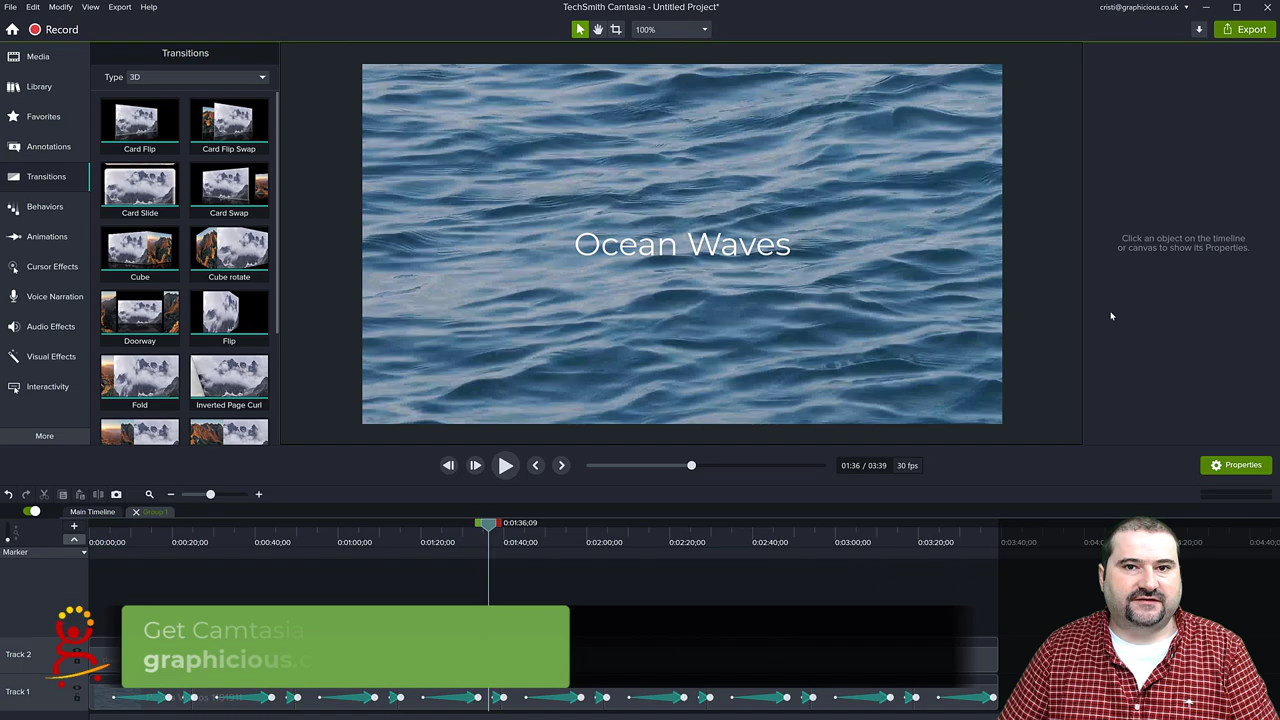 File Edit Modify View Export Help
TechSmith Camtasia - Untitled Project*
cristi@graphicious.co.uk
Record
100%
Export
Media
Library
Favorites
Annotations
Transitions
Behaviors
Animations
Cursor Effects
Voice Narration
Audio Effects
Visual Effects
Interactivity
More
Transitions
Type 3D
Card Flip
Card Flip Swap
Card Slide
Card Swap
Cube
Cube rotate
Doorway
Flip
Fold
Inverted Page Curl
Ocean Waves
Click an object on the timeline
or canvas to show its Properties.
01:36 / 03:39 30 fps
Properties
Main Timeline
Group 1
0:01:36;09
0:00:00;00 0:00:20;00 0:00:40;00 0:01:00;00 0:01:20;00 0:01:40;00 0:02:00;00 0:02:20;00 0:02:40;00 0:03:00;00 0:03:20;00 0:03:40;00
Marker
Track 2
Track 1
Get Camtasia
graphicious.c